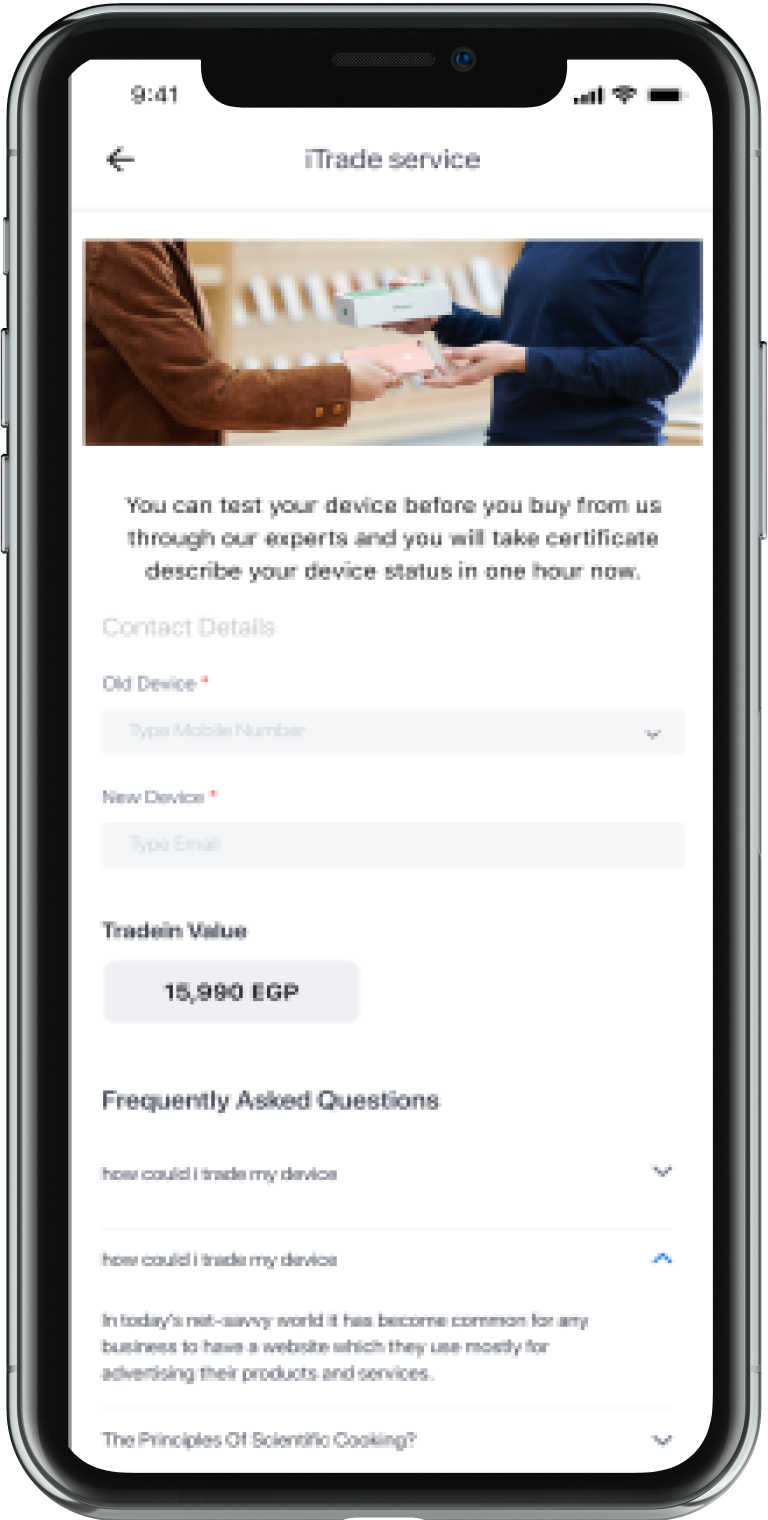 9:41
iTrade service
You can test your device before you buy from us
through our experts and you will take certificate
describe your device status in one hour now.
Contact Details
Old Device *
Type Mobile Number
New Device *
Type Email
Tradein Value
15,990 EGP
Frequently Asked Questions
how could i trade my device
how could i trade my device
In today's net-savvy world it has become common for any
business to have a website which they use mostly for
advertising their products and services.
The Principles Of Scientific Cooking?